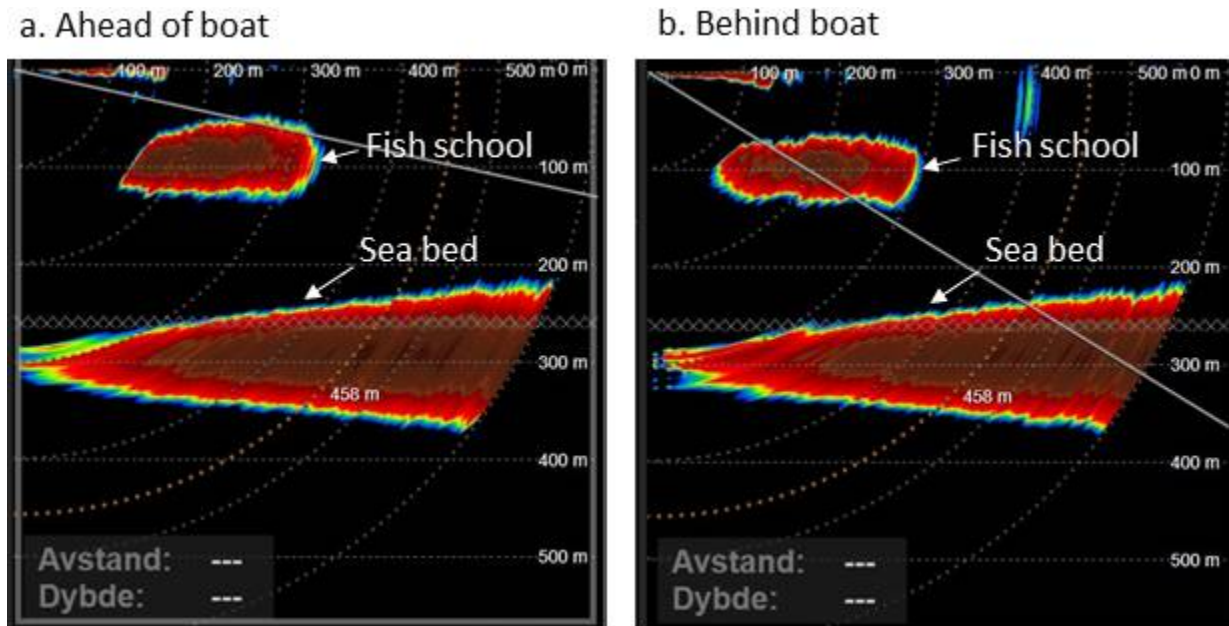 a. Ahead of boat
100 m 200 m 300 m 400 m 500 m 0 m
Fish school
100 m
Sea bed
200 m
300 m
458 m
400 m
500 m
Avstand: ---
Dybde: ---
b. Behind boat
100 m 200 m 300 m 400 m 500 m 0 m
Fish school
100 m
Sea bed
200 m
300 m
458 m
400 m
500 m
Avstand: ---
Dybde: ---